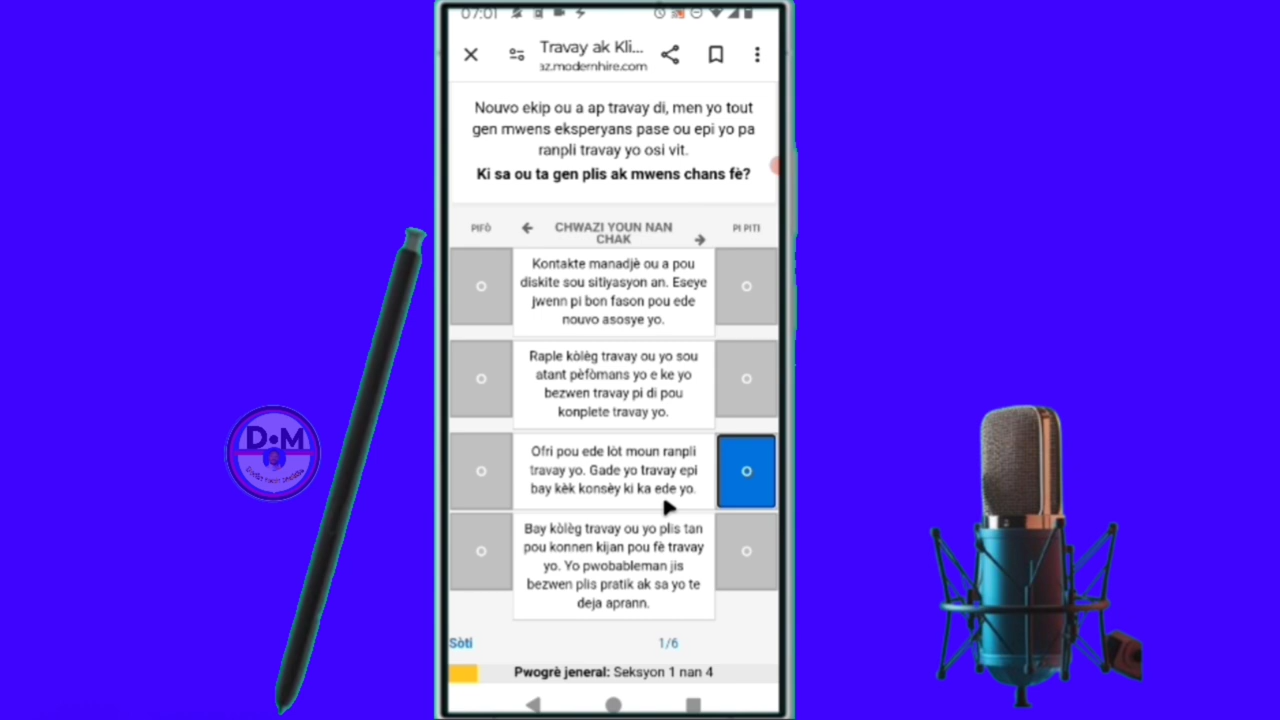 07:01
Travay ak Kli...
az.modernhire.com
Nouvo ekip ou a ap travay di, men yo tout
gen mwens eksperyans pase ou epi yo pa
ranpli travay yo osi vit.
Ki sa ou ta gen plis ak mwens chans fè?
PIFÒ
CHWAZI YOUN NAN
CHAK
PI PITI
Kontakte manadjè ou a pou
diskite sou sitiyasyon an. Eseye
jwenn pi bon fason pou ede
nouvo asosye yo.
Raple kòlèg travay ou yo sou
atant pèfòmans yo e ke yo
bezwen travay pi di pou
konplete travay yo.
Ofri pou ede lòt moun ranpli
travay yo. Gade yo travay epi
bay kèk konsèy ki ka ede yo.
Bay kòlèg travay ou yo plis tan
pou konnen kijan pou fè travay
yo. Yo pwobableman jis
bezwen plis pratik ak sa yo te
deja aprann.
Sòti
1/6
Pwogrè jeneral: Seksyon 1 nan 4
D•M